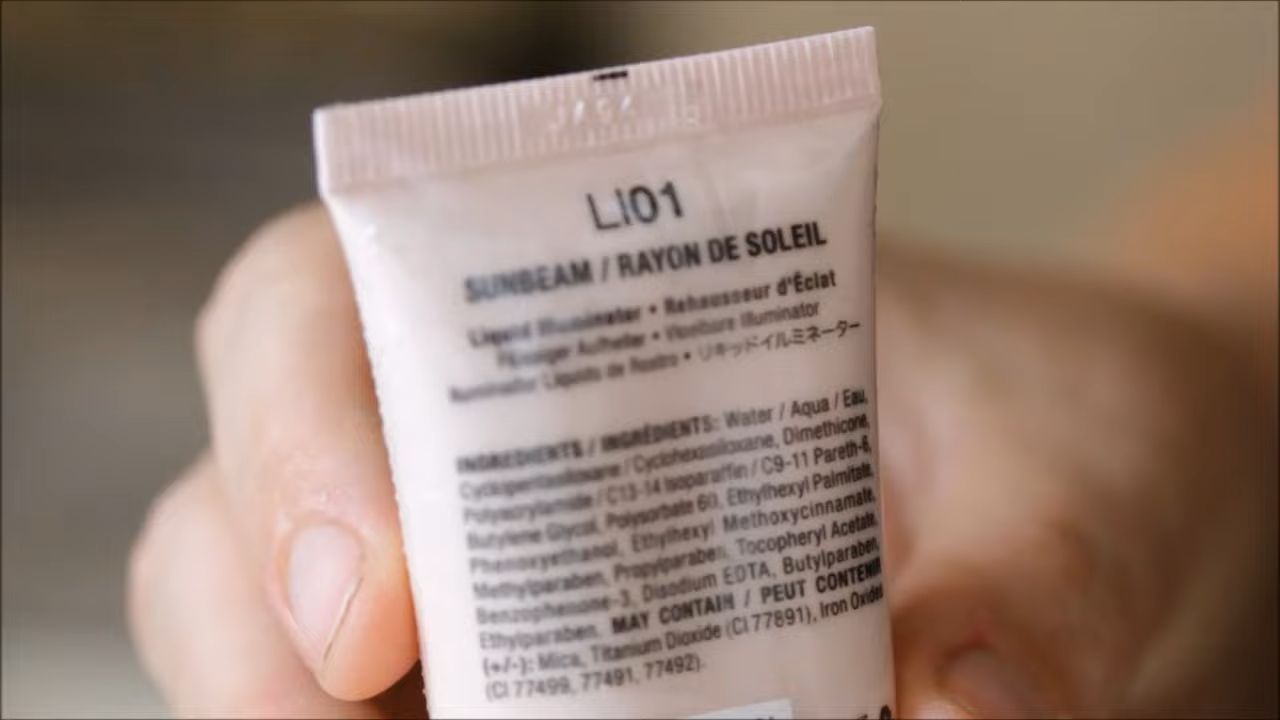 LI01
SUNBEAM / RAYON DE SOLEIL
Liquid Illuminator • Rehausseur d'Éclat
Flüssiger Aufheller • Vloeibare Illuminator
Iluminador Líquido de Rostro • リキッドイルミネーター
INGREDIENTS / INGRÉDIENTS: Water / Aqua / Eau,
Cyclopentasiloxane / Cyclohexasiloxane, Dimethicone,
Polyacrylamide / C13-14 Isoparaffin / C9-11 Pareth-6,
Butylene Glycol, Polysorbate 60, Ethylhexyl Palmitate,
Phenoxyethanol, Ethylhexyl Methoxycinnamate,
Methylparaben, Propylparaben, Tocopheryl Acetate,
Benzophenone-3, Disodium EDTA, Butylparaben,
Ethylparaben. MAY CONTAIN / PEUT CONTENIR
(+/-): Mica, Titanium Dioxide (CI 77891), Iron Oxides
(CI 77499, 77491, 77492).